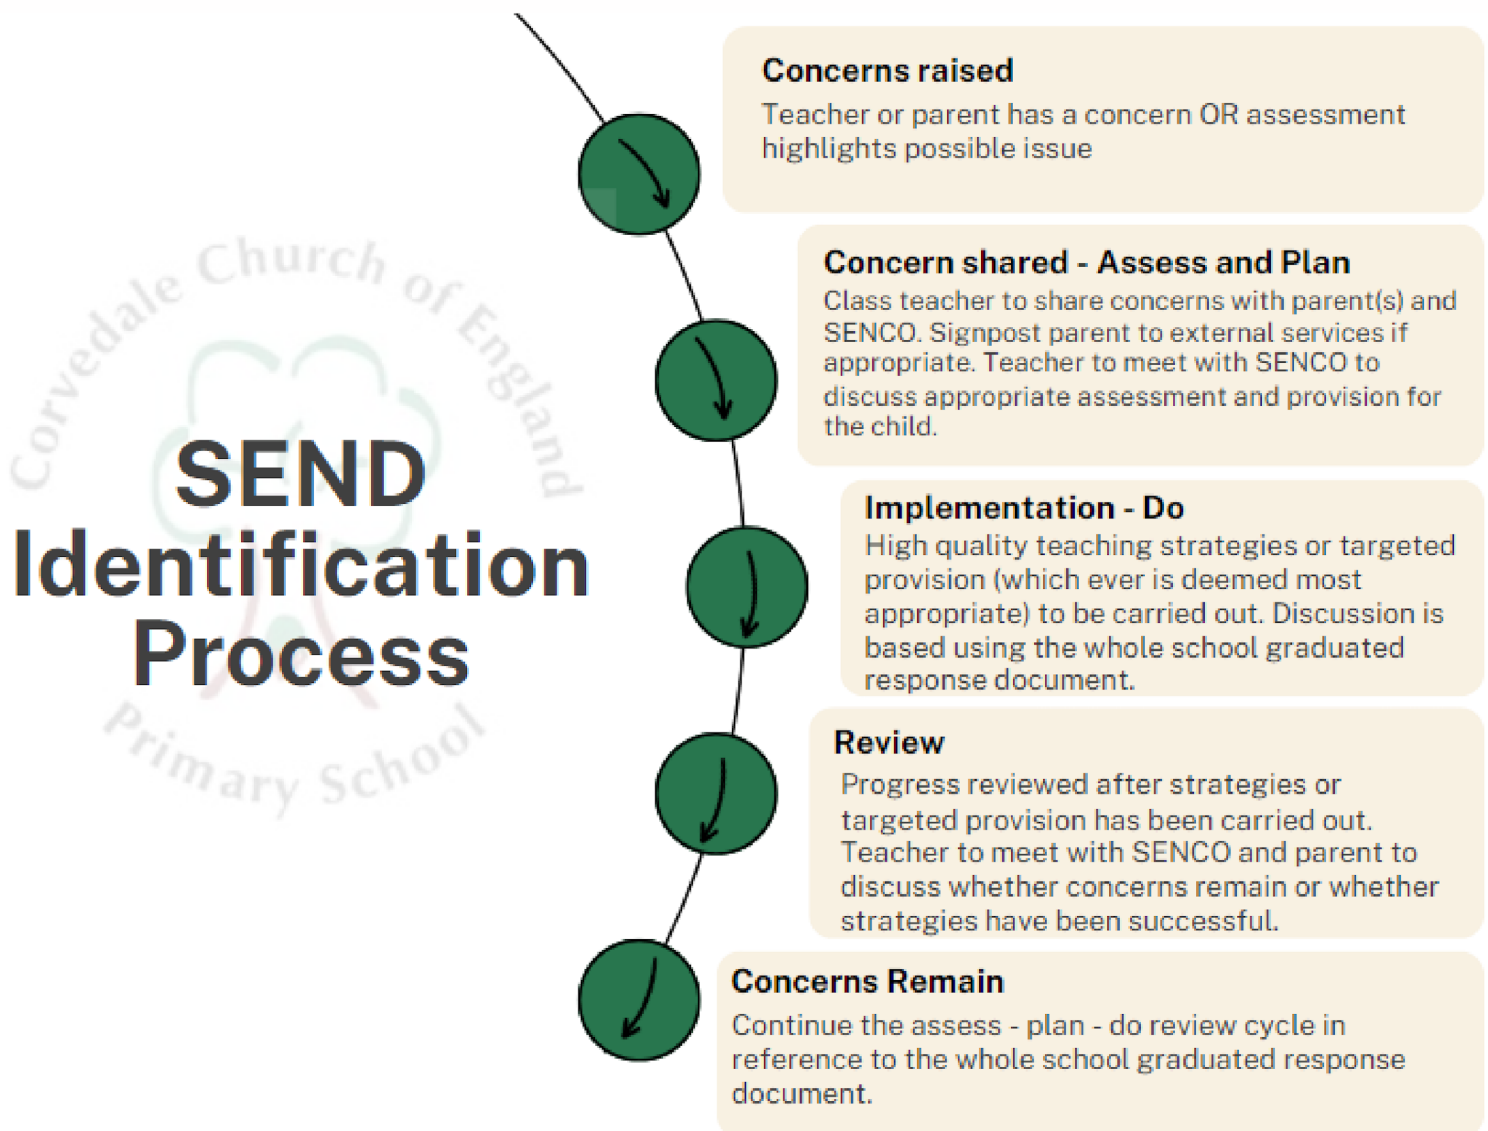 Corvedale Church of England
Primary School
SEND
Identification
Process
Concerns raised
Teacher or parent has a concern OR assessment
highlights possible issue
Concern shared - Assess and Plan
Class teacher to share concerns with parent(s) and
SENCO. Signpost parent to external services if
appropriate. Teacher to meet with SENCO to
discuss appropriate assessment and provision for
the child.
Implementation - Do
High quality teaching strategies or targeted
provision (which ever is deemed most
appropriate) to be carried out. Discussion is
based using the whole school graduated
response document.
Review
Progress reviewed after strategies or
targeted provision has been carried out.
Teacher to meet with SENCO and parent to
discuss whether concerns remain or whether
strategies have been successful.
Concerns Remain
Continue the assess - plan - do review cycle in
reference to the whole school graduated response
document.